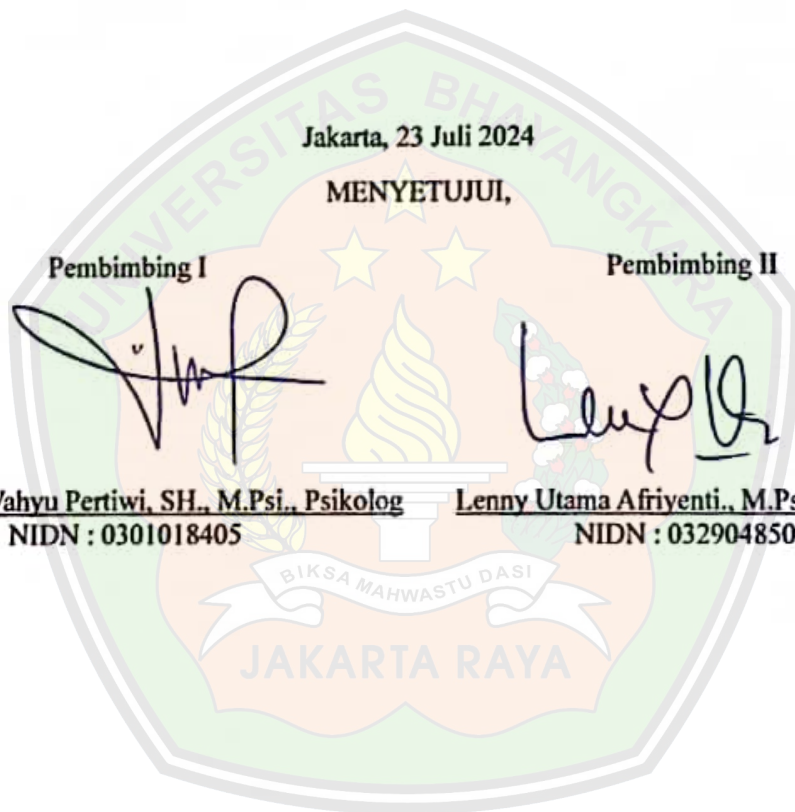 UNIVERSITAS BHAYANGKARA
Jakarta, 23 Juli 2024
MENYETUJUI,
Pembimbing I Pembimbing II
Wahyu Pertiwi, SH., M.Psi., Psikolog Lenny Utama Afriyenti., M.Ps
NIDN : 0301018405 NIDN : 032904850
BIKSA MAHWASTU DASI
JAKARTA RAYA